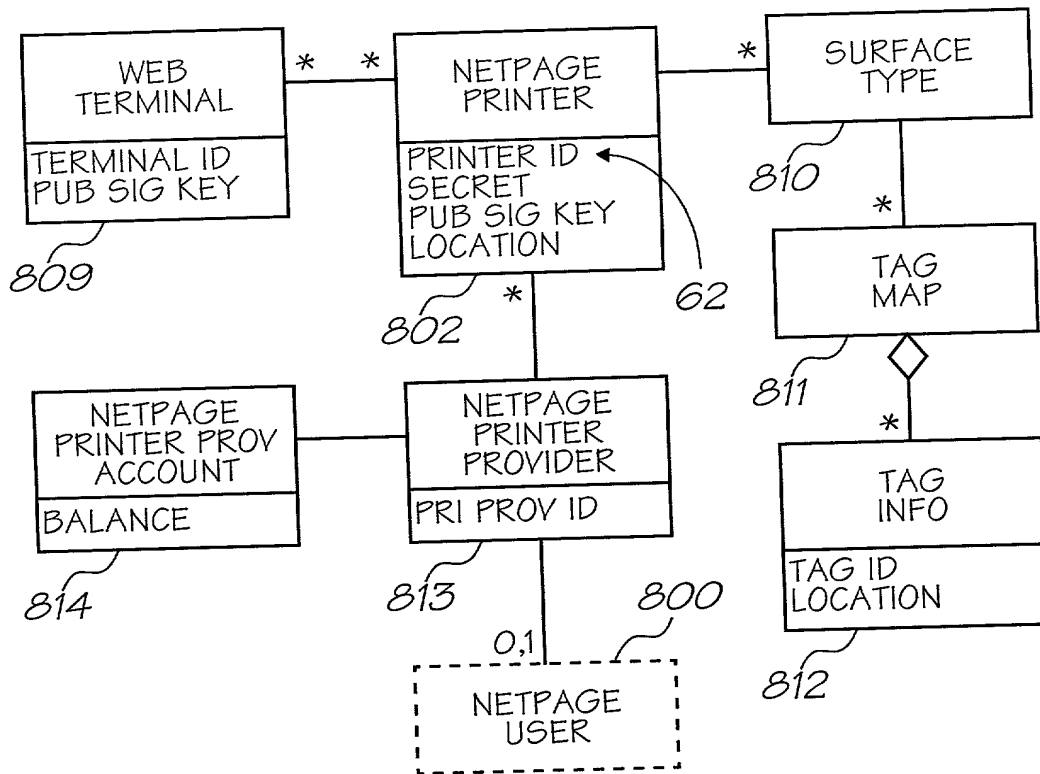 WEB
TERMINAL
TERMINAL ID
PUB SIG KEY
809
*
*
NETPAGE
PRINTER
PRINTER ID
SECRET
PUB SIG KEY
LOCATION
802
62
*
*
SURFACE
TYPE
810
*
TAG
MAP
811
*
TAG
INFO
TAG ID
LOCATION
812
NETPAGE
PRINTER PROV
ACCOUNT
BALANCE
814
NETPAGE
PRINTER
PROVIDER
PRI PROV ID
813
800
0,1
NETPAGE
USER